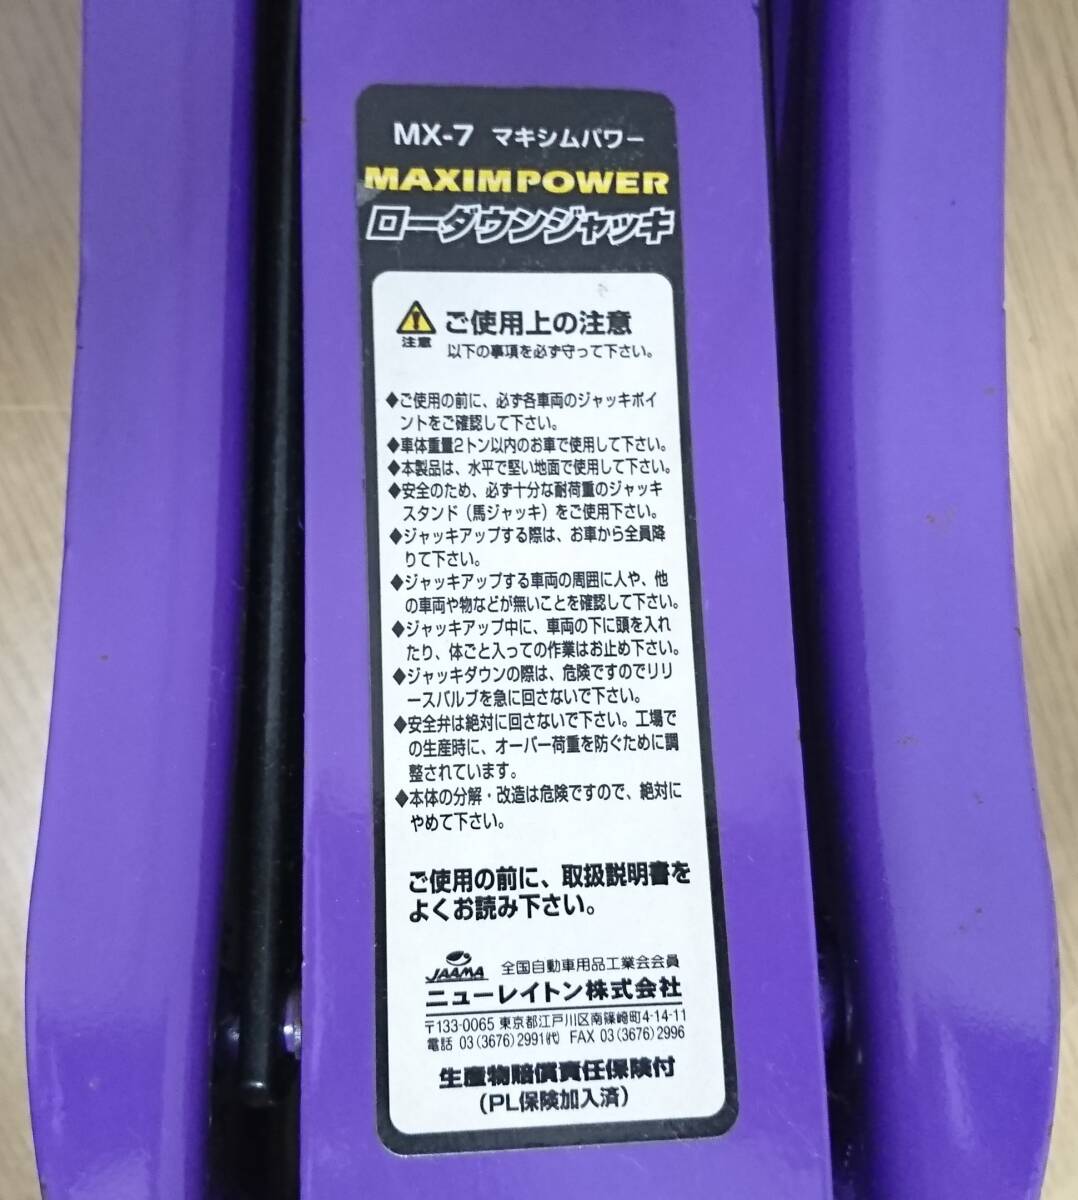 MX-7 マキシムパワー
MAXIMPOWER
ローダウンジャッキ
注意
ご使用上の注意
以下の事項を必ず守って下さい。
◆ご使用の前に、必ず各車両のジャッキポイ
ントをご確認して下さい。
◆車体重量2トン以内のお車で使用して下さい。
◆本製品は、水平で堅い地面で使用して下さい。
◆安全のため、必ず十分な耐荷重のジャッキ
スタンド（馬ジャッキ）をご使用下さい。
◆ジャッキアップする際は、お車から全員降
りて下さい。
◆ジャッキアップする車両の周囲に人や、他
の車両や物などが無いことを確認して下さい。
◆ジャッキアップ中に、車両の下に頭を入れ
たり、体ごと入っての作業はお止め下さい。
◆ジャッキダウンの際は、危険ですのでリリ
ースバルブを急に回さないで下さい。
◆安全弁は絶対に回さないで下さい。工場で
の生産時に、オーバー荷重を防ぐために調
整されています。
◆本体の分解・改造は危険ですので、絶対に
やめて下さい。
ご使用の前に、取扱説明書を
よくお読み下さい。
JAAMA 全国自動車用品工業会会員
ニューレイトン株式会社
〒133-0065 東京都江戸川区南篠崎町4-14-11
電話 03(3676)2991㈹ FAX 03(3676)2996
生産物賠償責任保険付
(PL保険加入済)